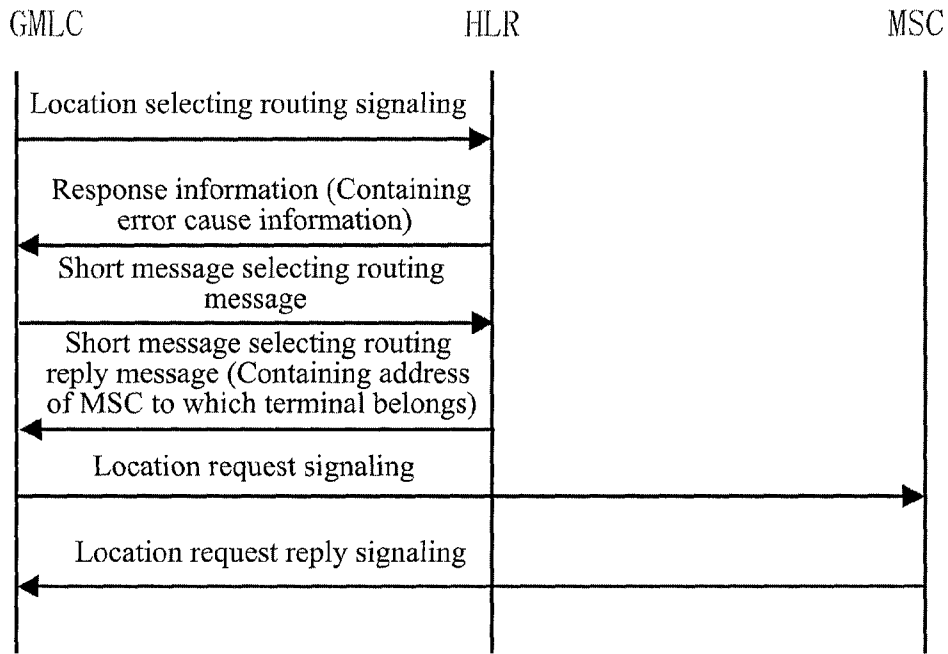 GMLC HLR MSC
Location selecting routing signaling
Response information (Containing
error cause information)
Short message selecting routing
message
Short message selecting routing
reply message (Containing address
of MSC to which terminal belongs)
Location request signaling
Location request reply signaling